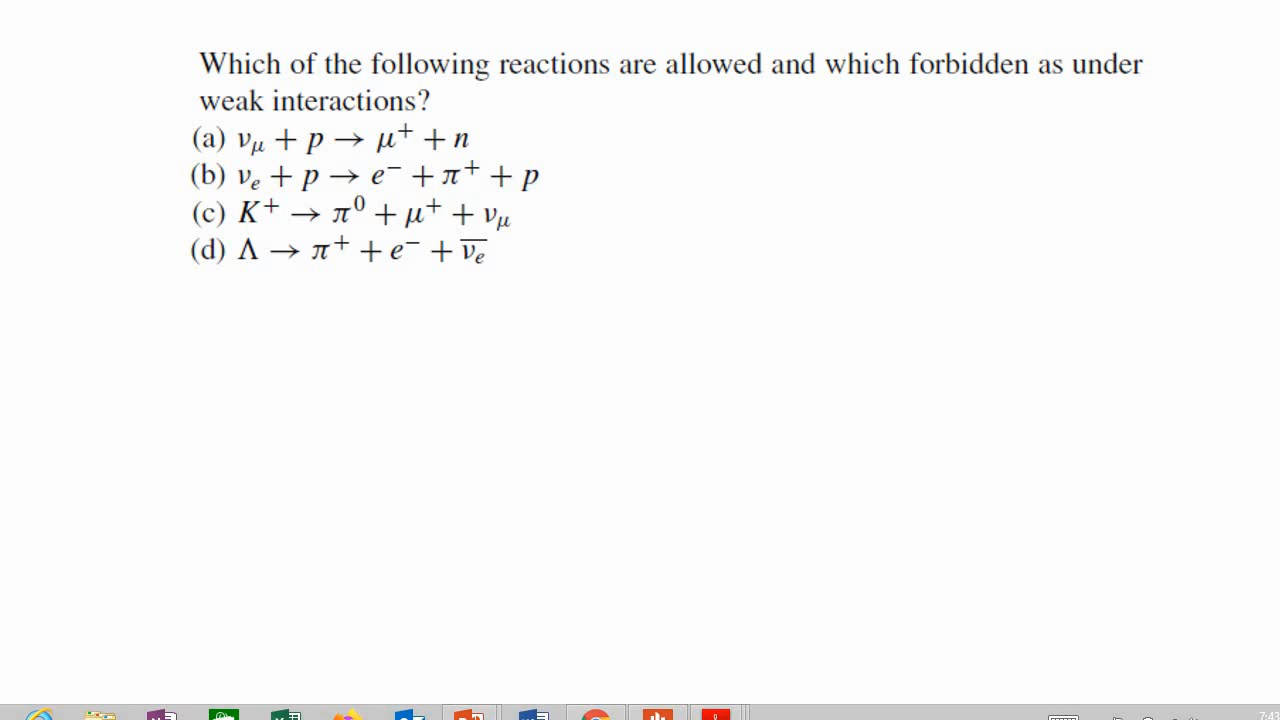 Which of the following reactions are allowed and which forbidden as under
weak interactions?
(a) νμ + p → μ⁺ + n
(b) νe + p → e⁻ + π⁺ + p
(c) K⁺ → π⁰ + μ⁺ + νμ
(d) Λ → π⁺ + e⁻ + ν̅e